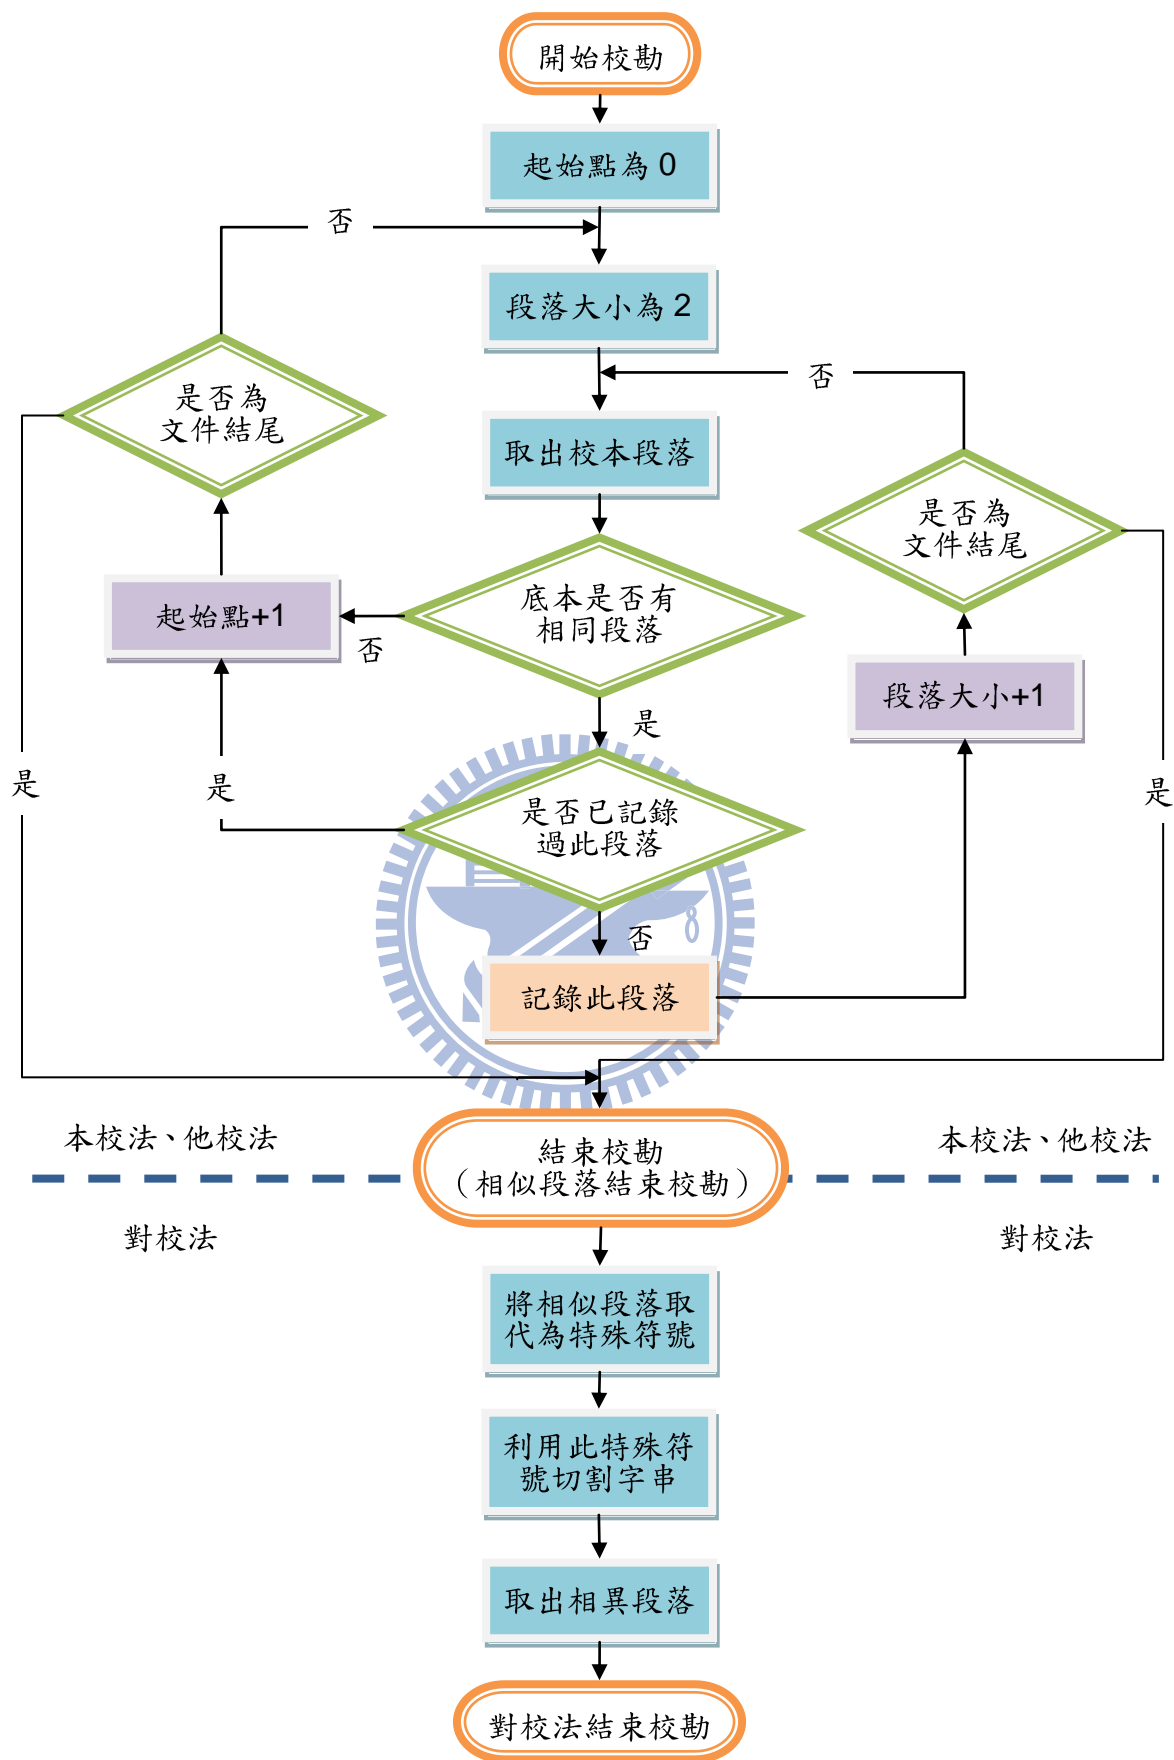 開始校勘
起始點為 0
否
段落大小為 2
否
是否為
文件結尾
取出校本段落
是否為
文件結尾
底本是否有
相同段落
起始點+1
否
段落大小+1
是
是
是
是
是否已記錄
過此段落
否
記錄此段落
本校法、他校法
結束校勘
（相似段落結束校勘）
本校法、他校法
對校法
對校法
將相似段落取
代為特殊符號
利用此特殊符
號切割字串
取出相異段落
對校法結束校勘